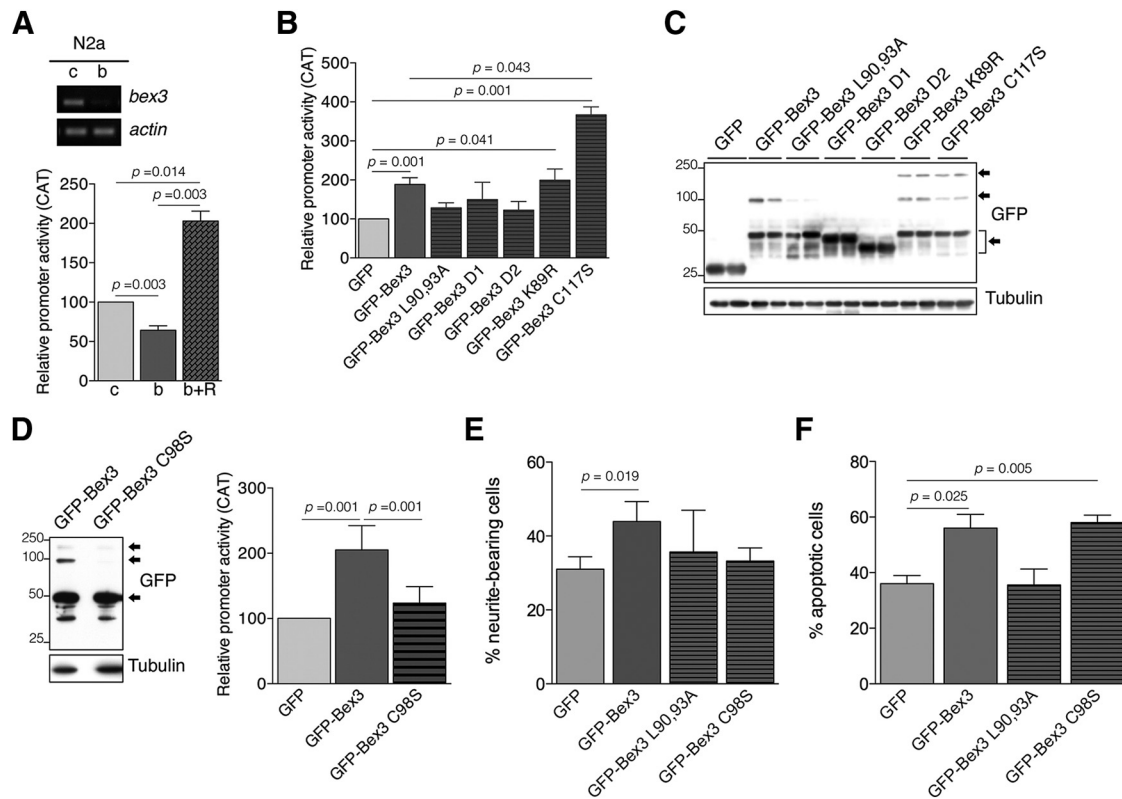 A
N2a
c b
bex3
actin
Relative promoter activity (CAT)
250
200
150
100
50
0
p =0.014
p =0.003
p =0.003
c b b+R
B
Relative promoter activity (CAT)
500
400
300
200
100
0
p = 0.043
p = 0.001
p = 0.041
p = 0.001
GFP
GFP-Bex3
GFP-Bex3 L90,93A
GFP-Bex3 D1
GFP-Bex3 D2
GFP-Bex3 K89R
GFP-Bex3 C117S
C
GFP
GFP-Bex3
GFP-Bex3 L90,93A
GFP-Bex3 D1
GFP-Bex3 D2
GFP-Bex3 K89R
GFP-Bex3 C117S
250
100
50
25
GFP
Tubulin
D
GFP-Bex3
GFP-Bex3 C98S
250
100
50
25
GFP
Tubulin
Relative promoter activity (CAT)
300
200
100
0
p =0.001
p =0.001
GFP
GFP-Bex3
GFP-Bex3 C98S
E
% neurite-bearing cells
60
40
20
0
p = 0.019
GFP
GFP-Bex3
GFP-Bex3 L90,93A
GFP-Bex3 C98S
F
% apoptotic cells
80
60
40
20
0
p = 0.005
p = 0.025
GFP
GFP-Bex3
GFP-Bex3 L90,93A
GFP-Bex3 C98S